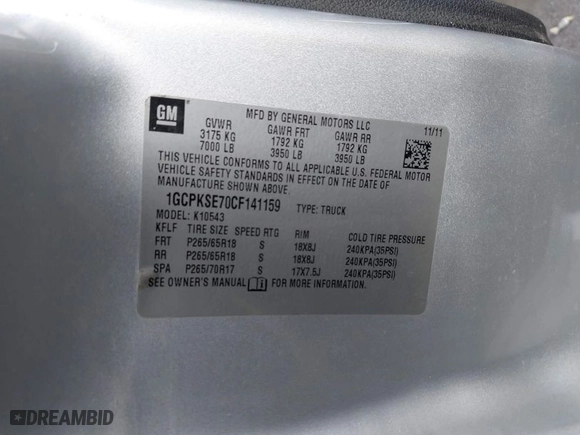 GM
MFD BY GENERAL MOTORS LLC
11/11
GVWR GAWR FRT GAWR RR
3175 KG 1792 KG 1792 KG
7000 LB 3950 LB 3950 LB
THIS VEHICLE CONFORMS TO ALL APPLICABLE U.S. FEDERAL MOTOR
VEHICLE SAFETY STANDARDS IN EFFECT ON THE DATE OF
MANUFACTURE SHOWN ABOVE.
1GCPKSE70CF141159 TYPE: TRUCK
MODEL: K10543
KFLF TIRE SIZE SPEED RTG RIM COLD TIRE PRESSURE
FRT P265/65R18 S 18X8J 240KPA(35PSI)
RR P265/65R18 S 18X8J 240KPA(35PSI)
SPA P265/70R17 S 17X7.5J 240KPA(35PSI)
SEE OWNER'S MANUAL FOR MORE INFORMATION.
DREAMBID